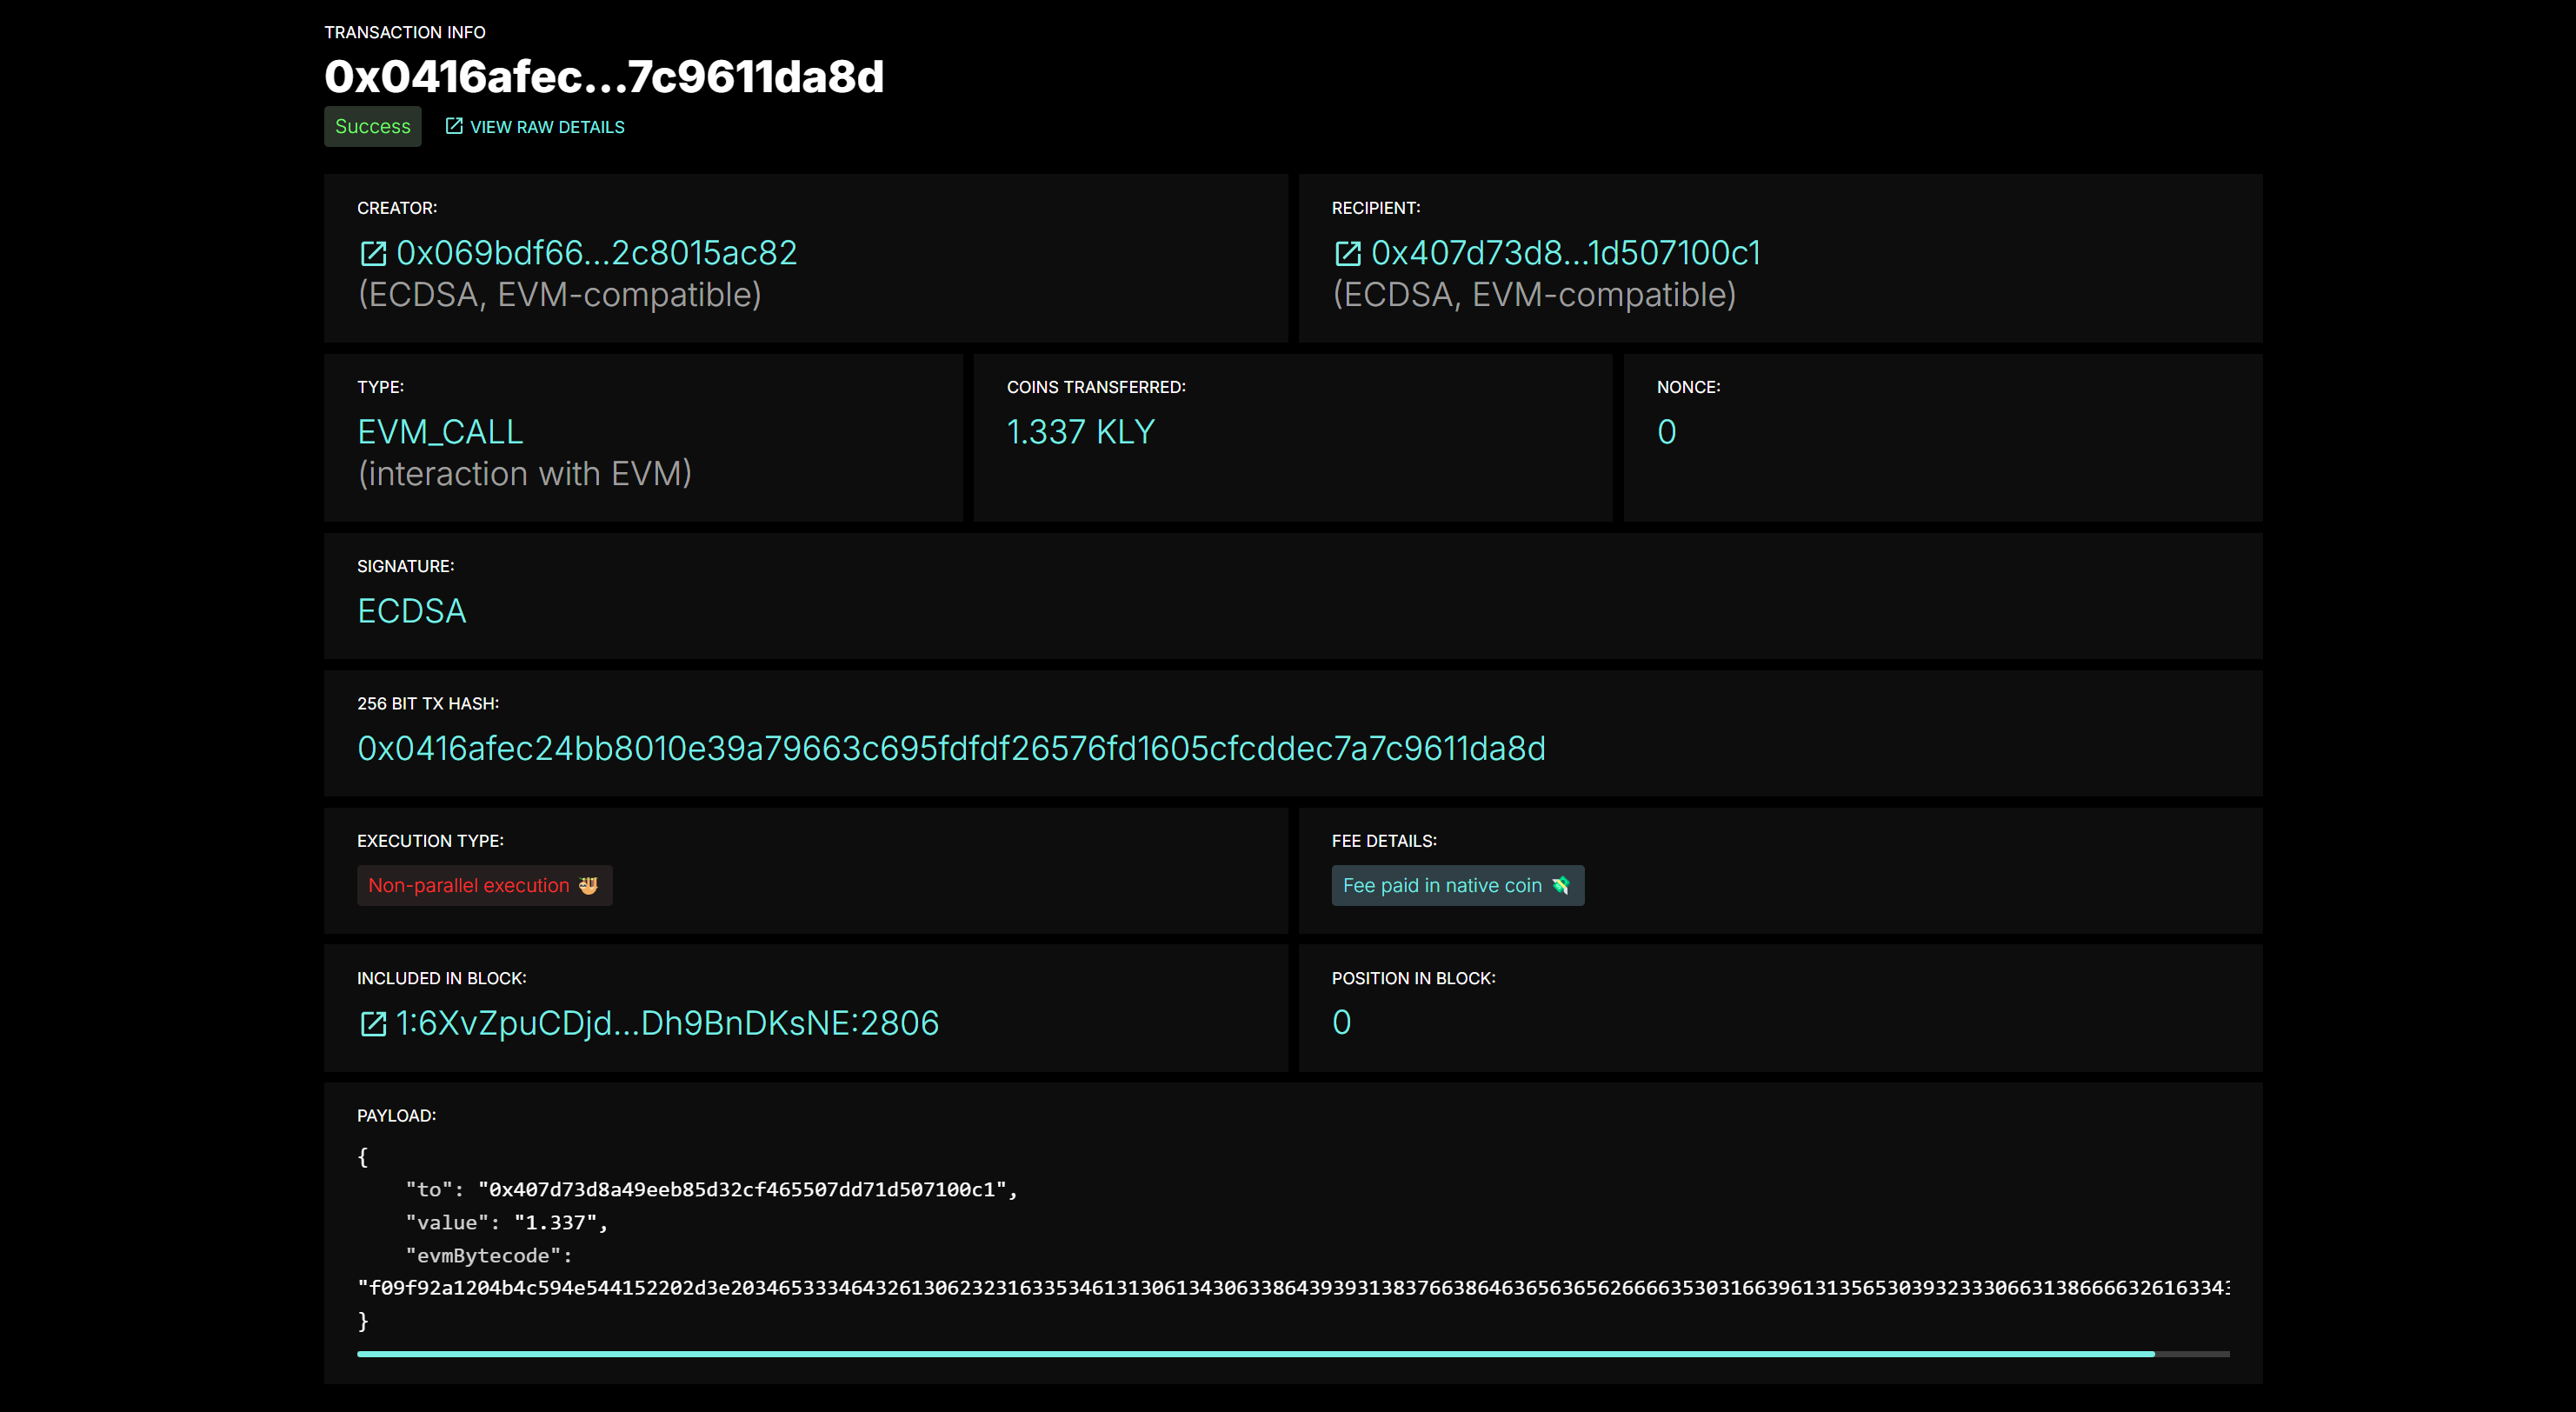 TRANSACTION INFO
0x0416afec...7c9611da8d
Success
VIEW RAW DETAILS
CREATOR:
0x069bdf66...2c8015ac82
(ECDSA, EVM-compatible)
RECIPIENT:
0x407d73d8...1d507100c1
(ECDSA, EVM-compatible)
TYPE:
EVM_CALL
(interaction with EVM)
COINS TRANSFERRED:
1.337 KLY
NONCE:
0
SIGNATURE:
ECDSA
256 BIT TX HASH:
0x0416afec24bb8010e39a79663c695fdfdf26576fd1605cfcddec7a7c9611da8d
EXECUTION TYPE:
Non-parallel execution 🦥
FEE DETAILS:
Fee paid in native coin 💸
INCLUDED IN BLOCK:
1:6XvZpuCDjd...Dh9BnDKsNE:2806
POSITION IN BLOCK:
0
PAYLOAD:
{
"to": "0x407d73d8a49eeb85d32cf465507dd71d507100c1",
"value": "1.337",
"evmBytecode":
}